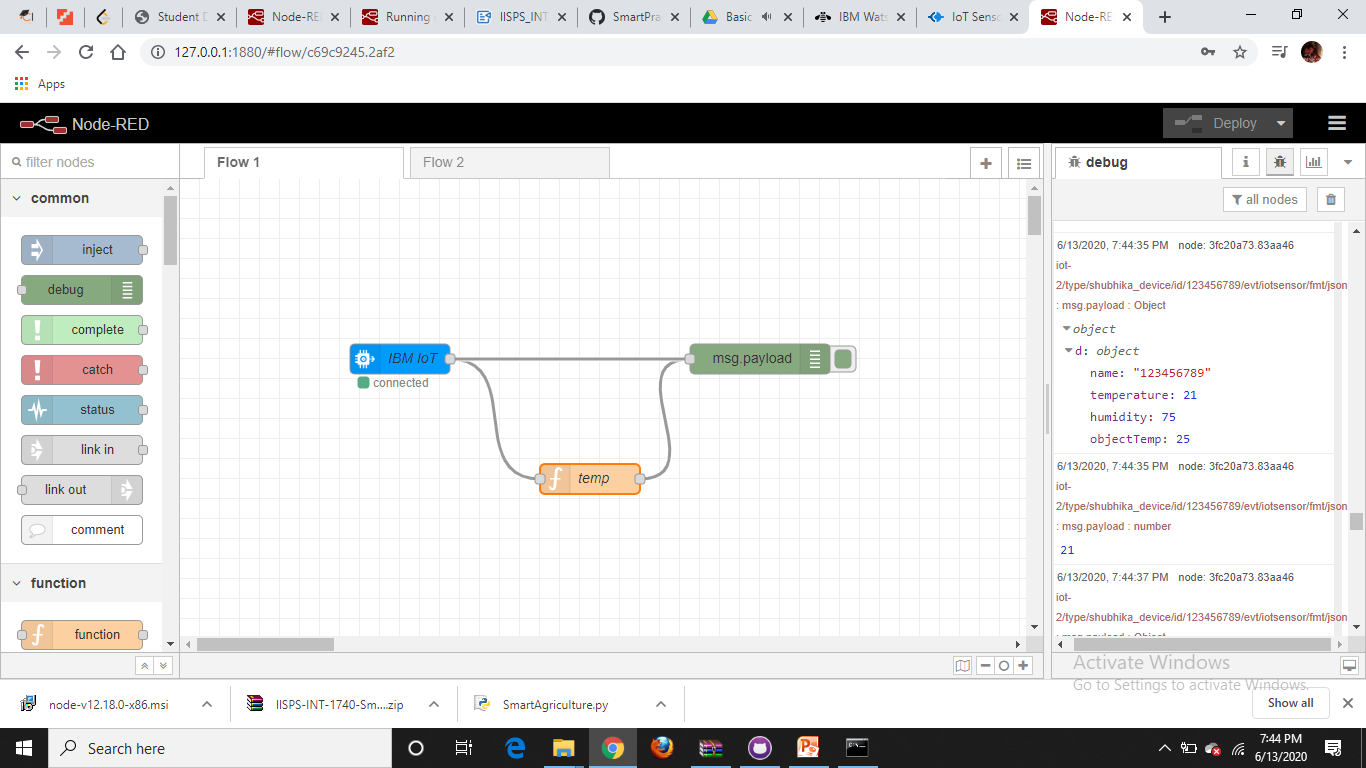 Student D
Node-RE
Running
IISPS_INT
SmartPra
Basic
IBM Wats
IoT Senso
Node-RE
127.0.0.1:1880/#flow/c69c9245.2af2
Apps
Node-RED
Deploy
filter nodes
Flow 1
Flow 2
debug
i
all nodes
common
inject
debug
complete
catch
status
link in
link out
comment
function
function
IBM IoT
connected
msg.payload
temp
6/13/2020, 7:44:35 PM node: 3fc20a73.83aa46
iot-
2/type/shubhika_device/id/123456789/evt/iotsensor/fmt/json
: msg.payload : Object
object
d: object
name: "123456789"
temperature: 21
humidity: 75
objectTemp: 25
6/13/2020, 7:44:35 PM node: 3fc20a73.83aa46
iot-
2/type/shubhika_device/id/123456789/evt/iotsensor/fmt/json
: msg.payload : number
21
6/13/2020, 7:44:37 PM node: 3fc20a73.83aa46
iot-
2/type/shubhika_device/id/123456789/evt/iotsensor/fmt/json
: msg.payload : Object
Activate Windows
Go to Settings to activate Windows.
node-v12.18.0-x86.msi
IISPS-INT-1740-Sm....zip
SmartAgriculture.py
Show all
Search here
7:44 PM
6/13/2020